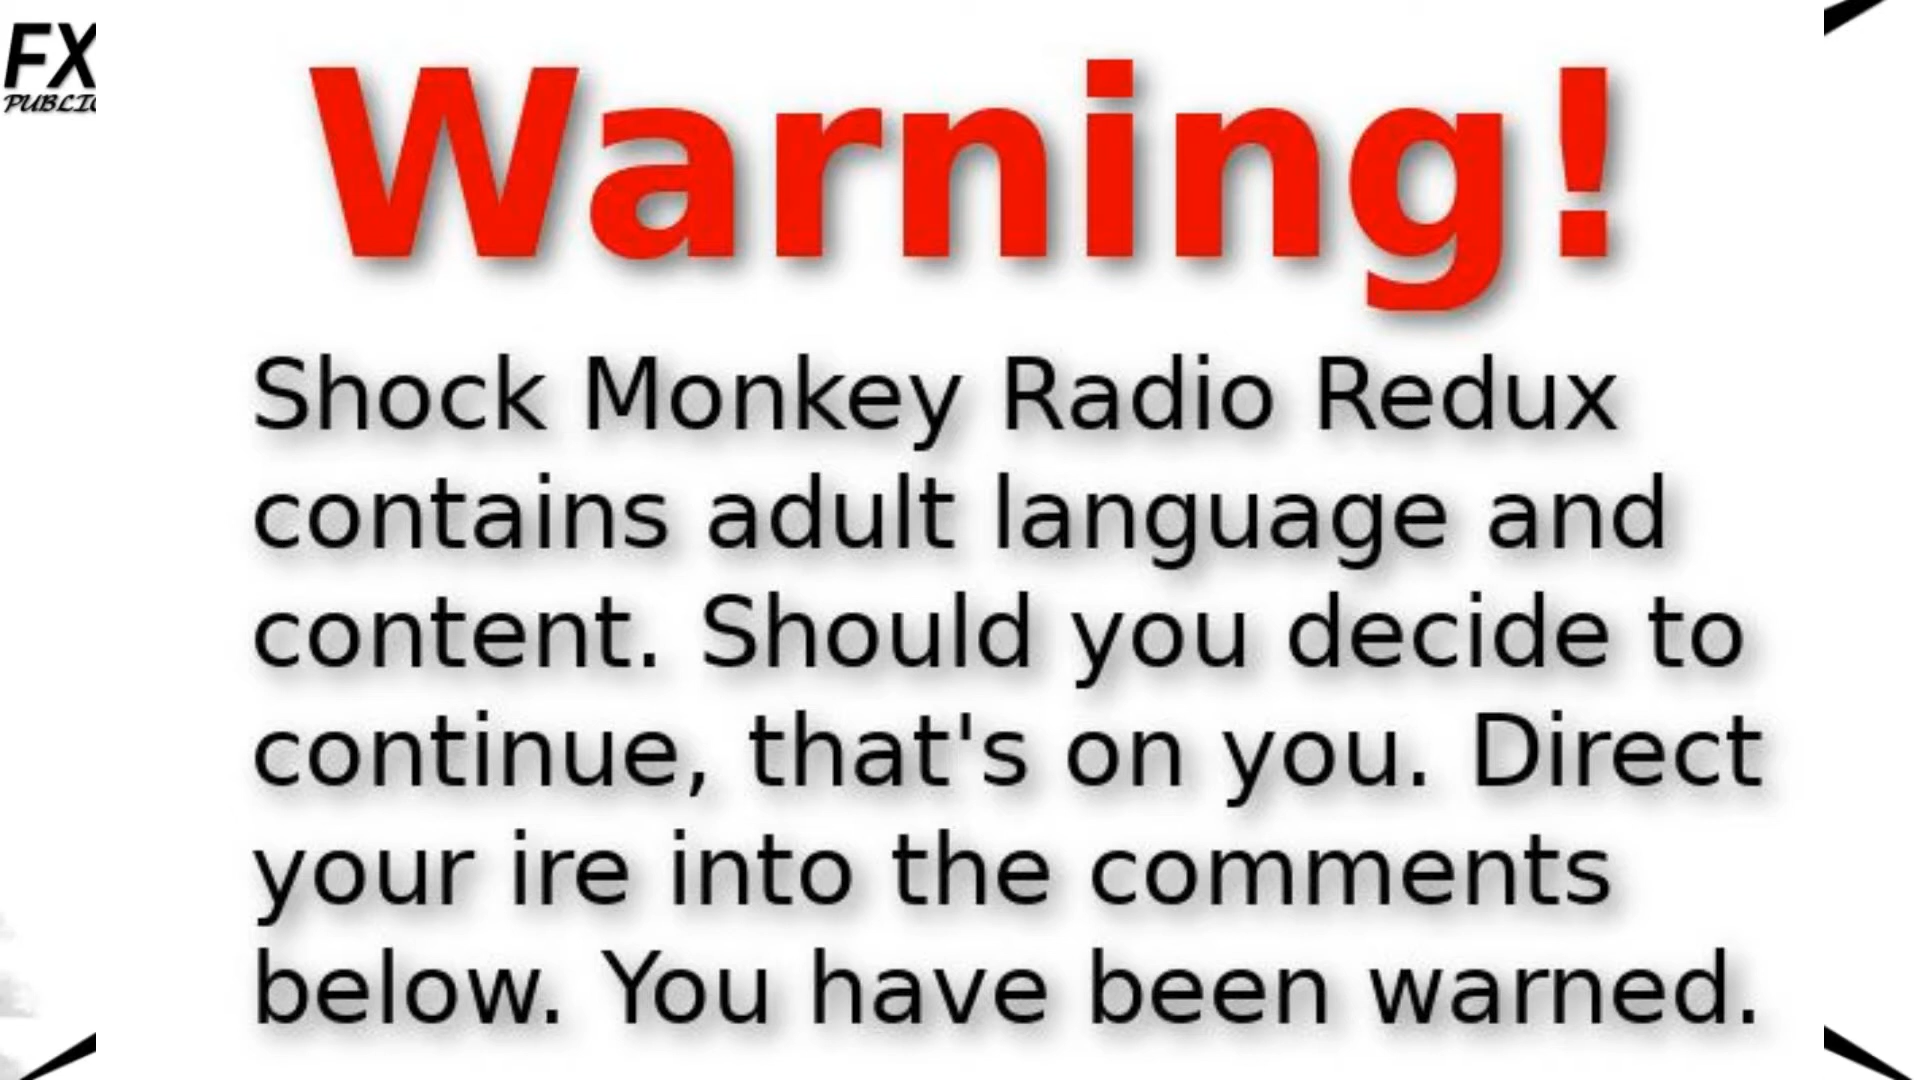 FX
PUBLIC
Warning!
Shock Monkey Radio Redux
contains adult language and
content. Should you decide to
continue, that's on you. Direct
your ire into the comments
below. You have been warned.